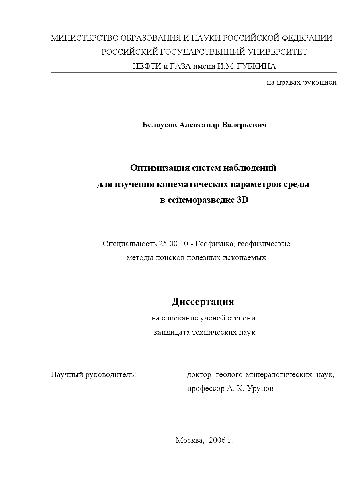 МИНИСТЕРСТВО ОБРАЗОВАНИЯ И НАУКИ РОССИЙСКОЙ ФЕДЕРАЦИИ
РОССИЙСКИЙ ГОСУДАРСТВЕННЫЙ УНИВЕРСИТЕТ
НЕФТИ и ГАЗА имени И.М. ГУБКИНА
на правах рукописи
Белоусов Александр Валерьевич
Оптимизация систем наблюдений
для изучения кинематических параметров среды
в сейсморазведке 3D
Специальность 25.00.10 - Геофизика, геофизические
методы поисков полезных ископаемых
Диссертация
на соискание ученой степени
кандидата технических наук
Научный руководитель: доктор геолого-минералогических наук,
профессор А. К. Урупов
Москва, 2006 г.